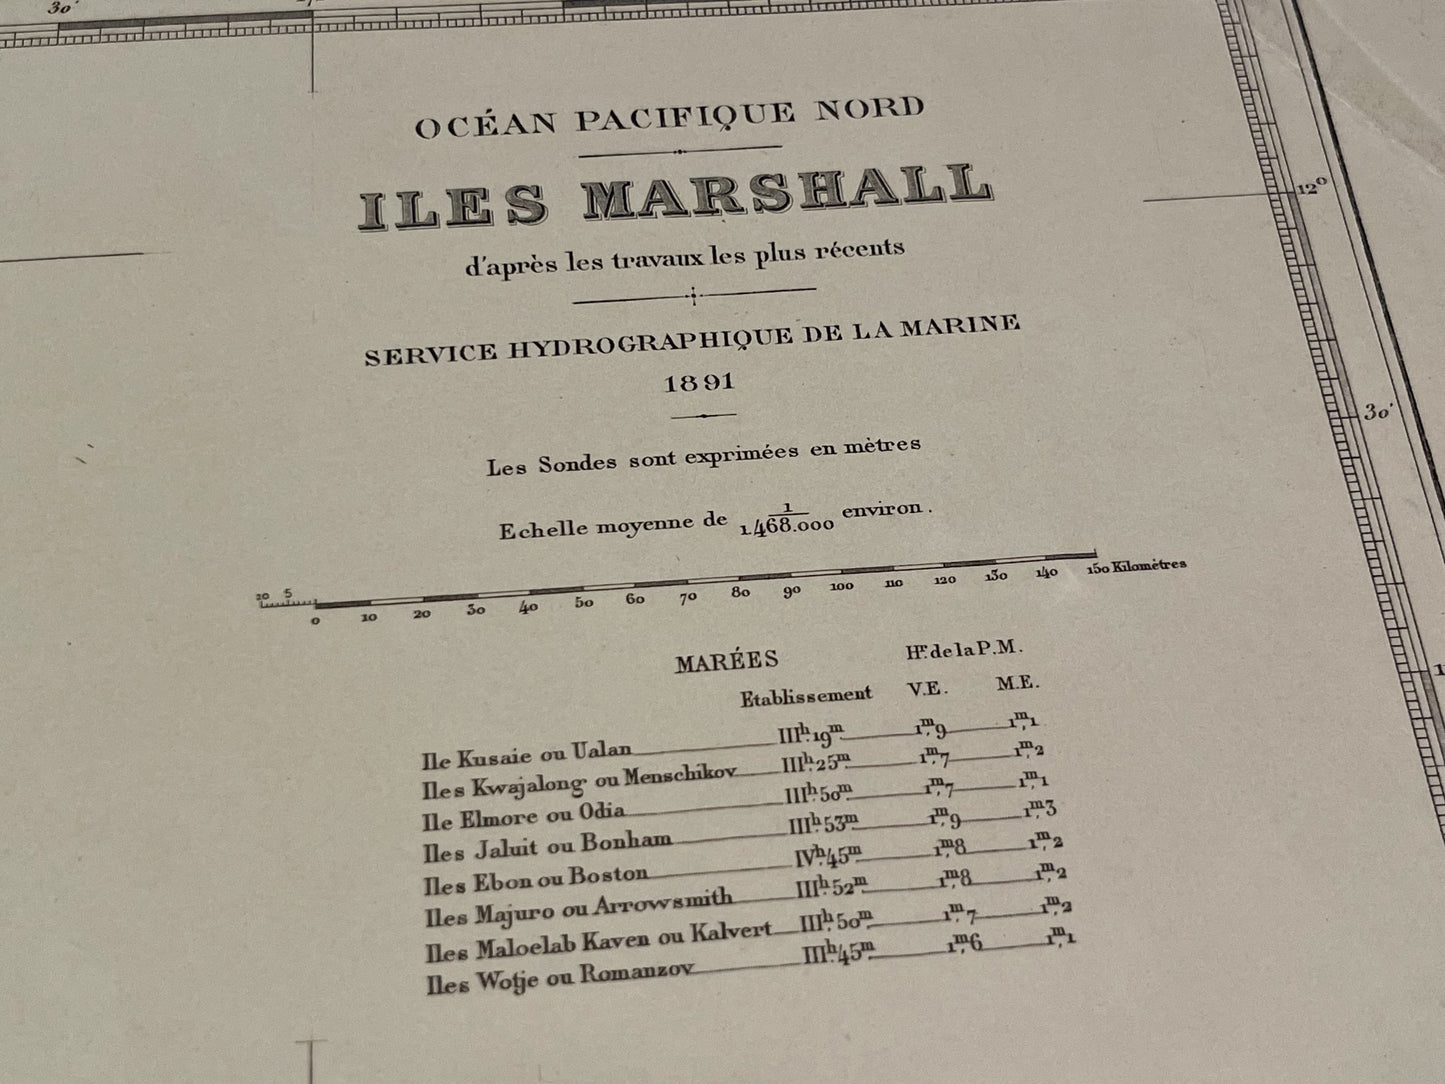 30'
OCÉAN PACIFIQUE NORD
ILES MARSHALL
d'après les travaux les plus récents
SERVICE HYDROGRAPHIQUE DE LA MARINE
1891
Les Sondes sont exprimées en mètres
Echelle moyenne de 1/1.468.000 environ.
10 5
0 10 20 30 40 50 60 70 80 90 100 110 120 130 140 150 Kilomètres
MARÉES Hr. de la P.M.
Etablissement V.E. M.E.
Ile Kusaie ou Ualan IIIh.19m. 1m,9 1m,1
Iles Kwajalong ou Menschikov IIIh.25m. 1m,7 1m,2
Ile Elmore ou Odia IIIh.50m. 1m,7 1m,1
Iles Jaluit ou Bonham IIIh.53m 1m,9 1m,3
Iles Ebon ou Boston IVh.45m. 1m,8 1m,2
Iles Majuro ou Arrowsmith IIIh.52m 1m,8 1m,2
Iles Maloelab Kaven ou Kalvert IIIh.50m. 1m,7 1m,2
Iles Wotje ou Romanzov IIIh.45m. 1m,6 1m,1
12°
30'